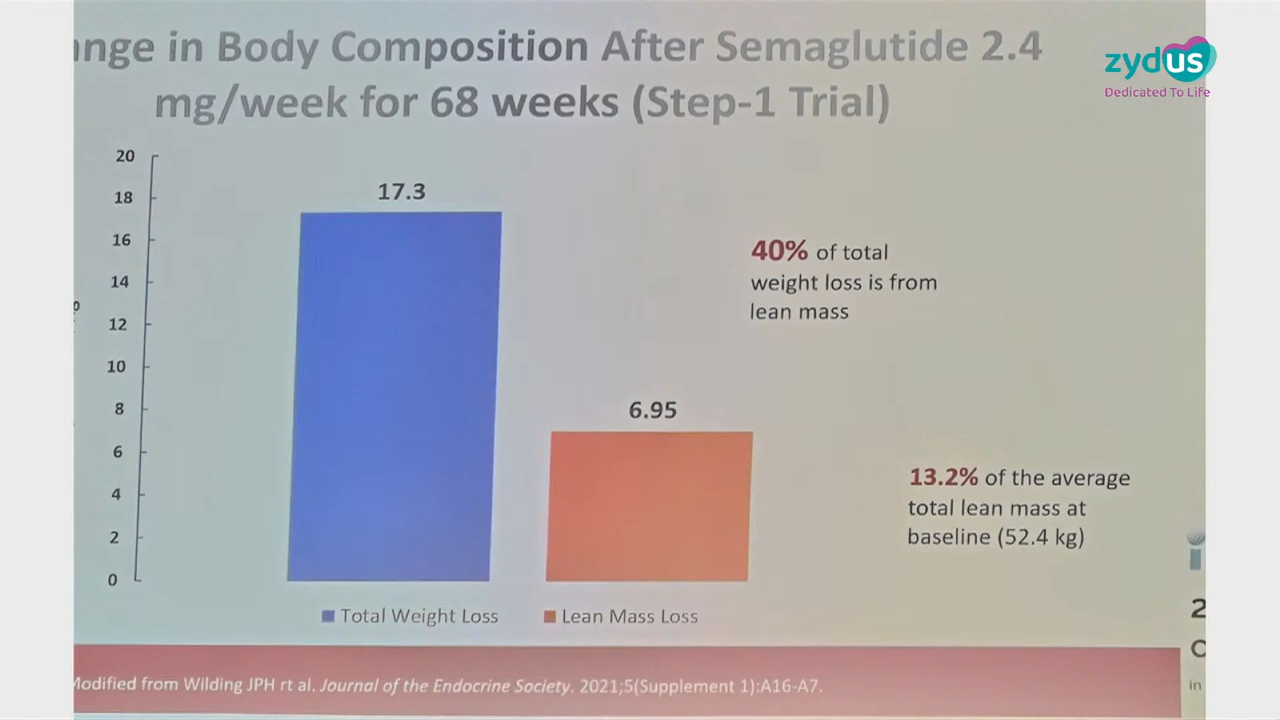 ange in Body Composition After Semaglutide 2.4
mg/week for 68 weeks (Step-1 Trial)
zydus
Dedicated To Life
20
18
16
14
12
10
8
6
4
2
0
17.3
6.95
40% of total
weight loss is from
lean mass
13.2% of the average
total lean mass at
baseline (52.4 kg)
Total Weight Loss
Lean Mass Loss
Modified from Wilding JPH rt al. Journal of the Endocrine Society. 2021;5(Supplement 1):A16-A7.
2
in